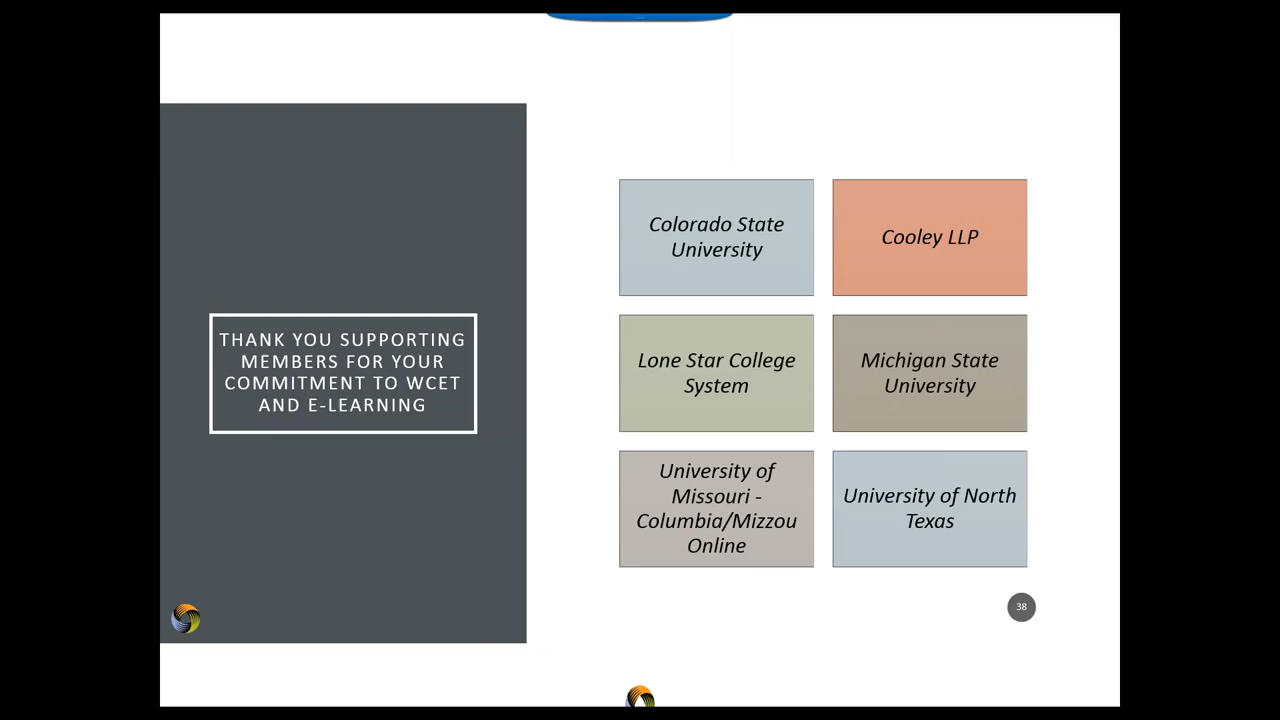 THANK YOU SUPPORTING
MEMBERS FOR YOUR
COMMITMENT TO WCET
AND E-LEARNING
Colorado State
University
Cooley LLP
Lone Star College
System
Michigan State
University
University of
Missouri -
Columbia/Mizzou
Online
University of North
Texas
38